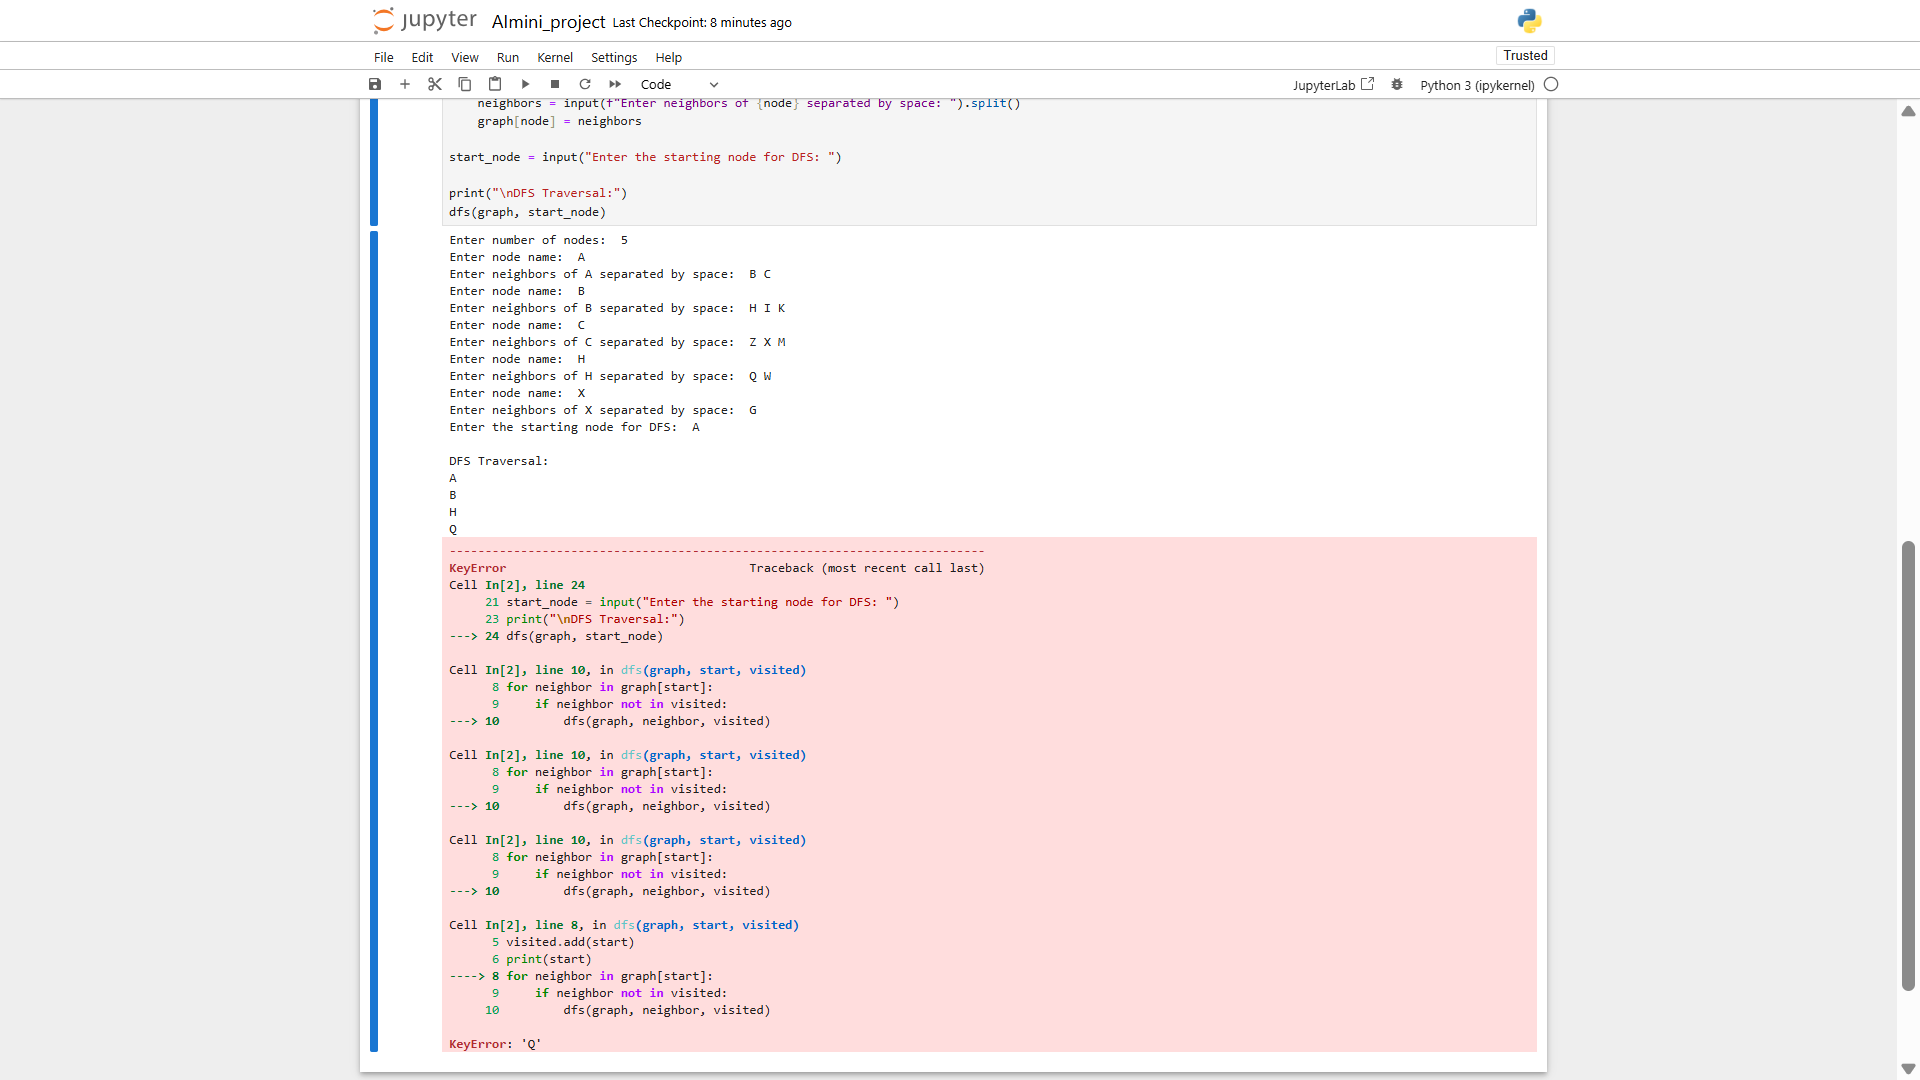 jupyter AImini_project Last Checkpoint: 8 minutes ago
File Edit View Run Kernel Settings Help
Trusted
Code
JupyterLab
Python 3 (ipykernel)
    neighbors = input(f"Enter neighbors of {node} separated by space: ").split()
    graph[node] = neighbors
start_node = input("Enter the starting node for DFS: ")
print("\nDFS Traversal:")
dfs(graph, start_node)
Enter number of nodes:  5
Enter node name:  A
Enter neighbors of A separated by space:  B C
Enter node name:  B
Enter neighbors of B separated by space:  H I K
Enter node name:  C
Enter neighbors of C separated by space:  Z X M
Enter node name:  H
Enter neighbors of H separated by space:  Q W
Enter node name:  X
Enter neighbors of X separated by space:  G
Enter the starting node for DFS:  A
DFS Traversal:
A
B
H
Q
---------------------------------------------------------------------------
KeyError                                  Traceback (most recent call last)
Cell In[2], line 24
     21 start_node = input("Enter the starting node for DFS: ")
     23 print("\nDFS Traversal:")
---> 24 dfs(graph, start_node)
Cell In[2], line 10, in dfs(graph, start, visited)
      8 for neighbor in graph[start]:
      9     if neighbor not in visited:
---> 10         dfs(graph, neighbor, visited)
Cell In[2], line 10, in dfs(graph, start, visited)
      8 for neighbor in graph[start]:
      9     if neighbor not in visited:
---> 10         dfs(graph, neighbor, visited)
Cell In[2], line 10, in dfs(graph, start, visited)
      8 for neighbor in graph[start]:
      9     if neighbor not in visited:
---> 10         dfs(graph, neighbor, visited)
Cell In[2], line 8, in dfs(graph, start, visited)
      5 visited.add(start)
      6 print(start)
----> 8 for neighbor in graph[start]:
      9     if neighbor not in visited:
     10         dfs(graph, neighbor, visited)
KeyError: 'Q'